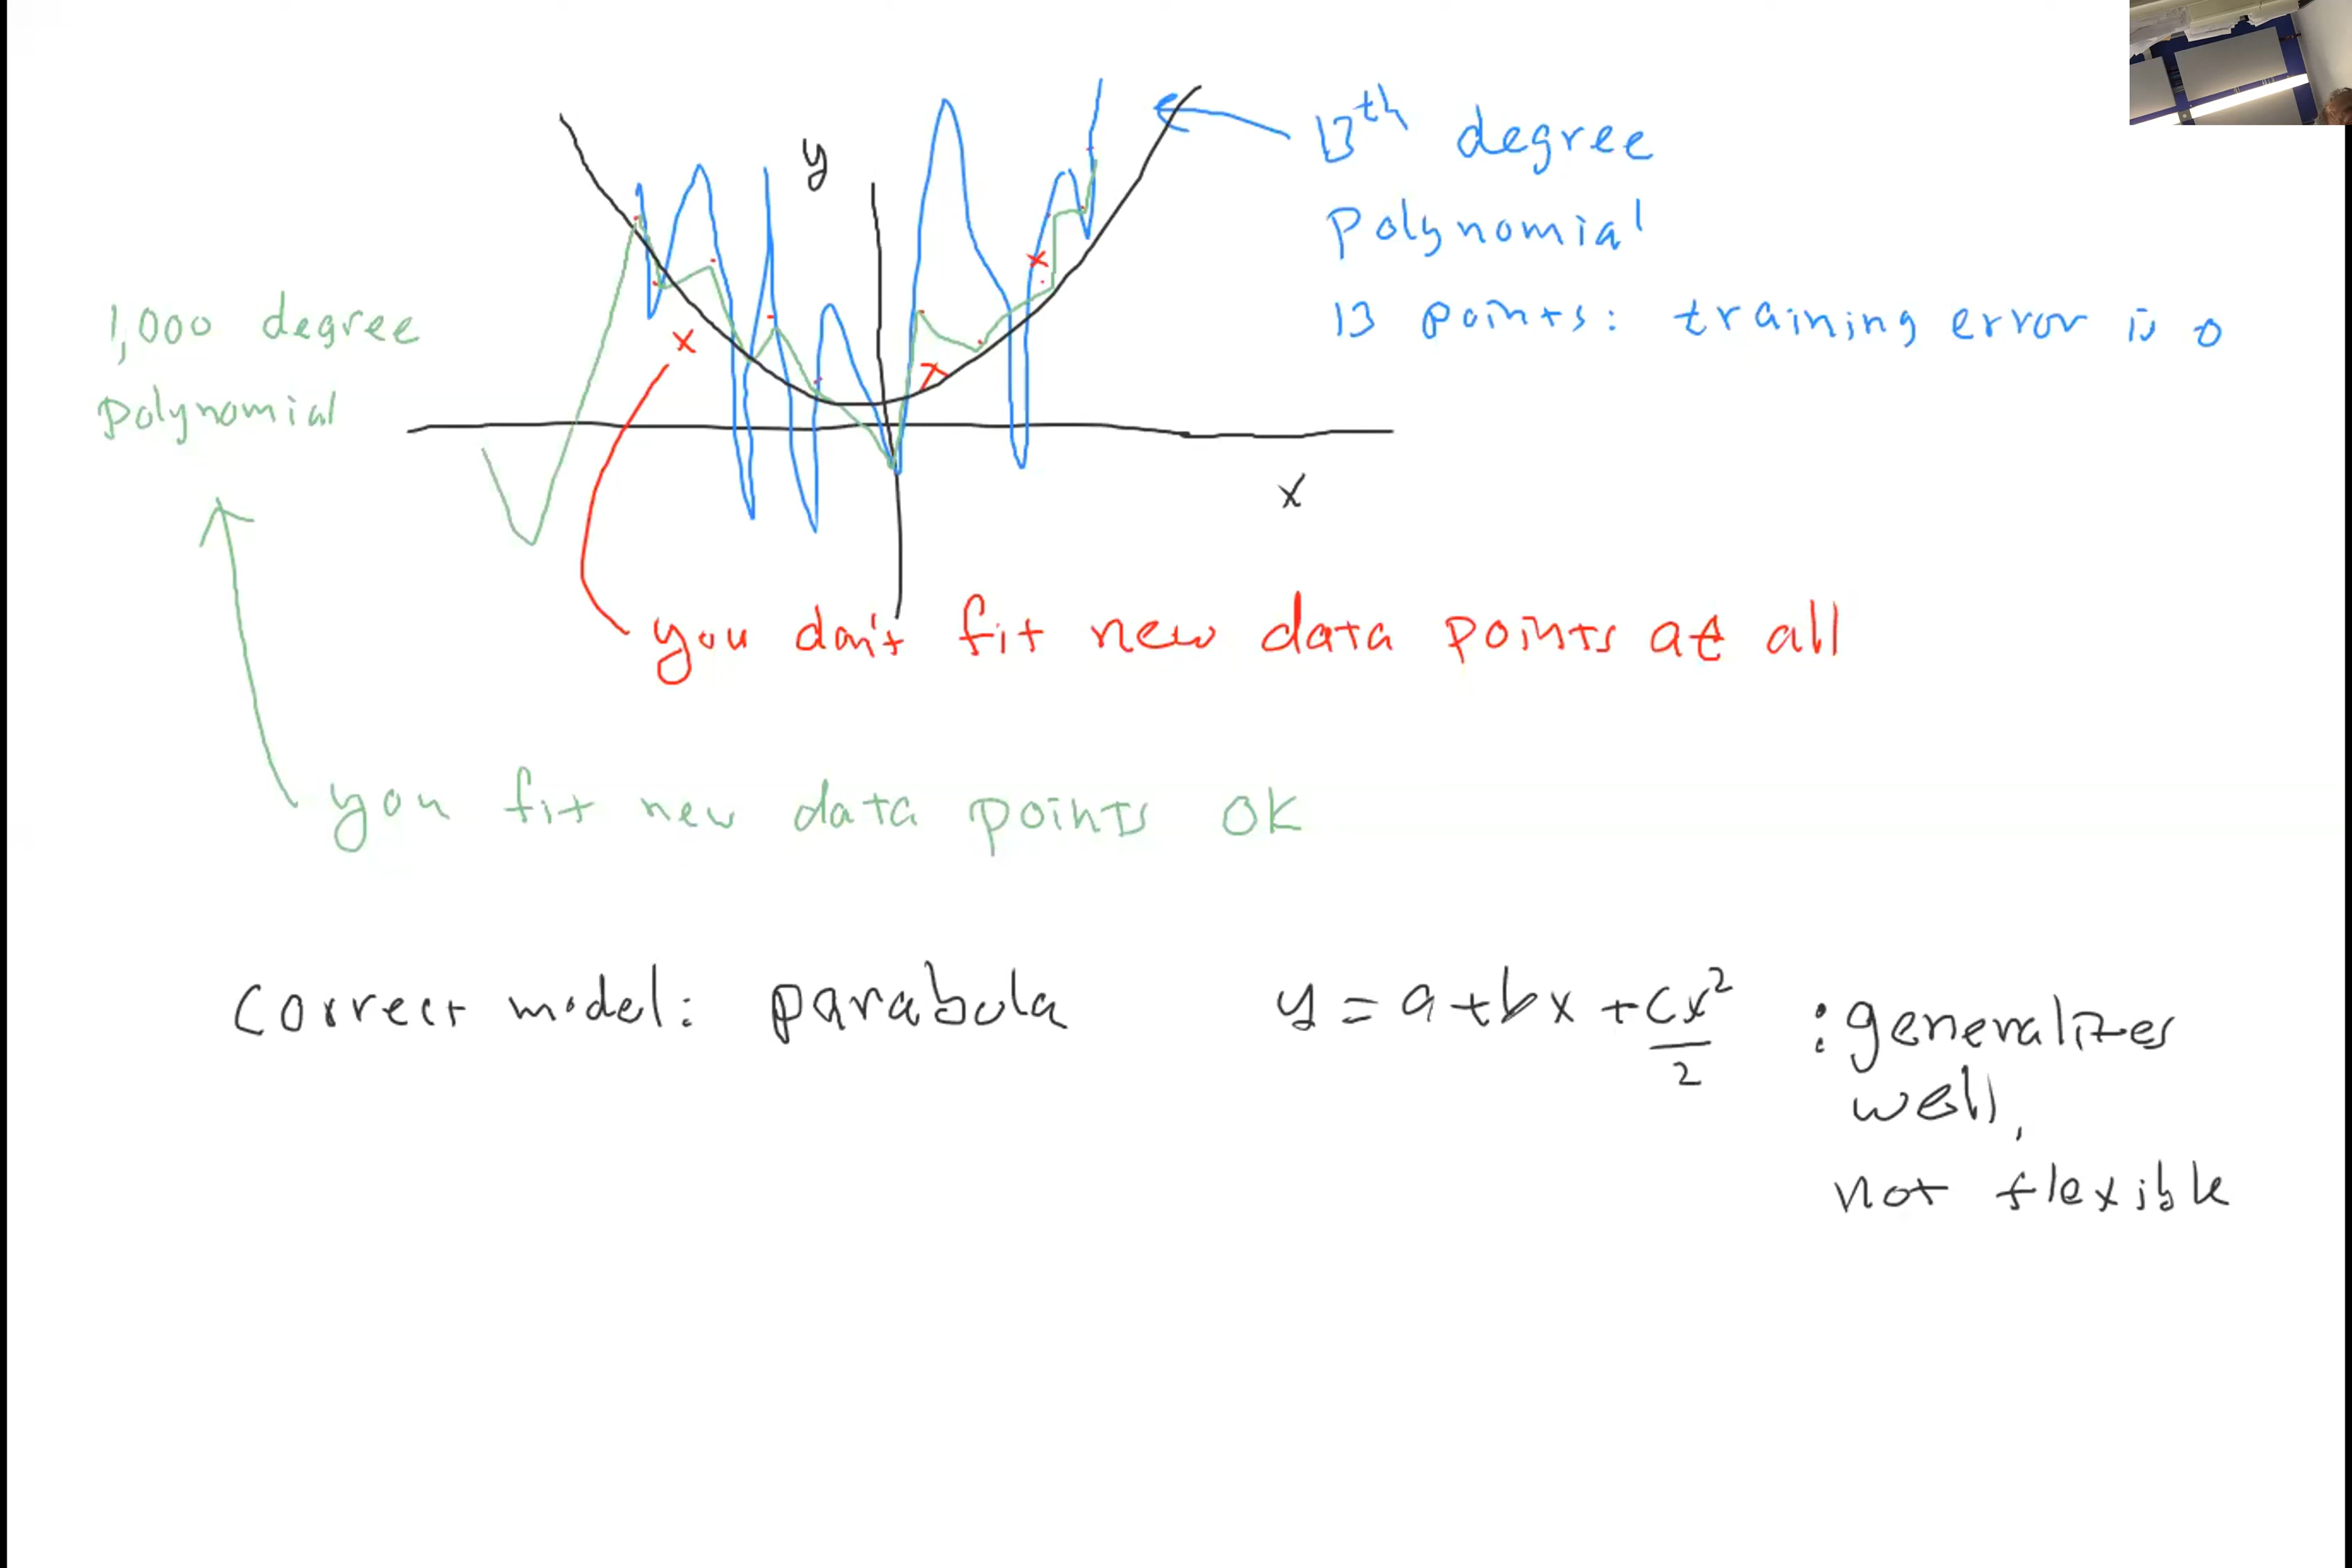 y
13th degree
polynomial
13 points: training error is 0
1,000 degree
polynomial
x
you don't fit new data points at all
you fit new data points OK
Correct model: parabola y = a + bx + cx²/2 : generalizes
well,
not flexible